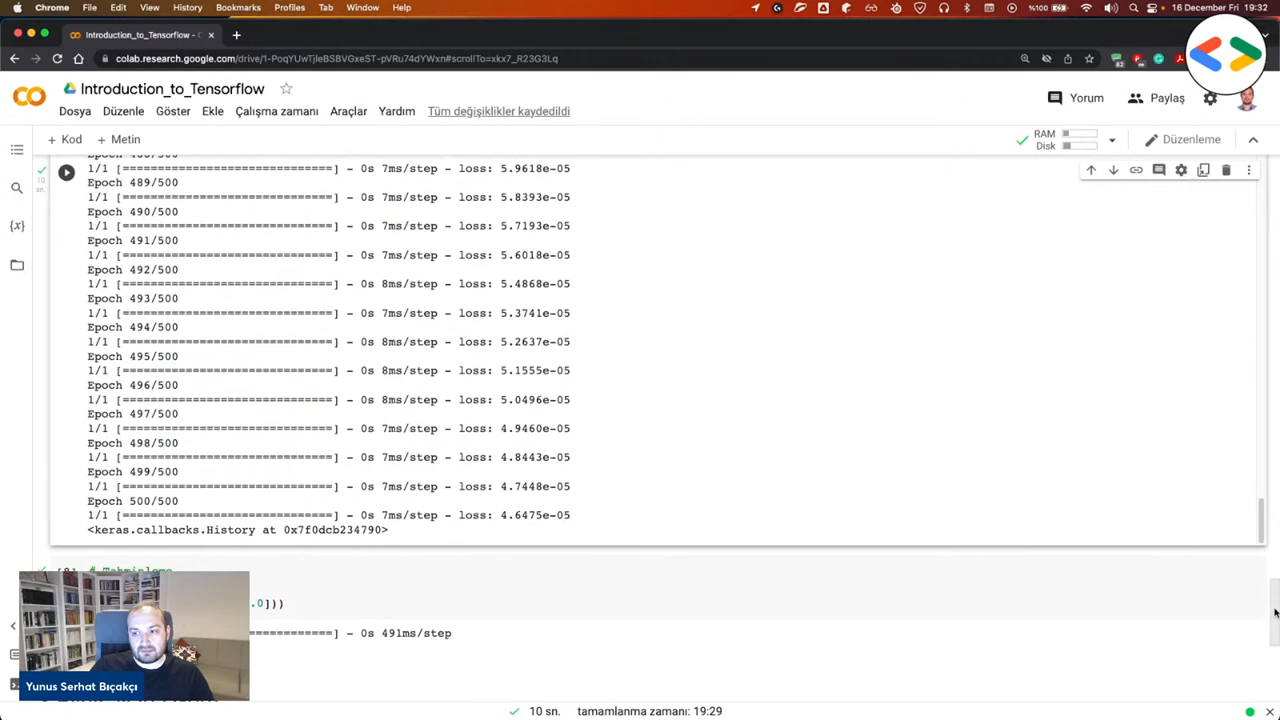 Chrome File Edit View History Bookmarks Profiles Tab Window Help
%100
16 December Fri 19:32
Introduction_to_Tensorflow - C
colab.research.google.com/drive/1-PoqYUwTjleBSBVGxeST-pVRu74dYWxn#scrollTo=xkx7_R23G3Lq
Introduction_to_Tensorflow
Yorum
Paylaş
Dosya Düzenle Göster Ekle Çalışma zamanı Araçlar Yardım Tüm değişiklikler kaydedildi
+ Kod + Metin
RAM
Disk
Düzenleme
10
sn.
1/1 [==============================] - 0s 7ms/step - loss: 5.9618e-05
Epoch 489/500
1/1 [==============================] - 0s 7ms/step - loss: 5.8393e-05
Epoch 490/500
1/1 [==============================] - 0s 7ms/step - loss: 5.7193e-05
Epoch 491/500
1/1 [==============================] - 0s 7ms/step - loss: 5.6018e-05
Epoch 492/500
1/1 [==============================] - 0s 8ms/step - loss: 5.4868e-05
Epoch 493/500
1/1 [==============================] - 0s 7ms/step - loss: 5.3741e-05
Epoch 494/500
1/1 [==============================] - 0s 8ms/step - loss: 5.2637e-05
Epoch 495/500
1/1 [==============================] - 0s 8ms/step - loss: 5.1555e-05
Epoch 496/500
1/1 [==============================] - 0s 8ms/step - loss: 5.0496e-05
Epoch 497/500
1/1 [==============================] - 0s 7ms/step - loss: 4.9460e-05
Epoch 498/500
1/1 [==============================] - 0s 7ms/step - loss: 4.8443e-05
Epoch 499/500
1/1 [==============================] - 0s 7ms/step - loss: 4.7448e-05
Epoch 500/500
1/1 [==============================] - 0s 7ms/step - loss: 4.6475e-05
<keras.callbacks.History at 0x7f0dcb234790>
.0]))
=============] - 0s 491ms/step
Yunus Serhat Bıçakçı
10 sn. tamamlanma zamanı: 19:29